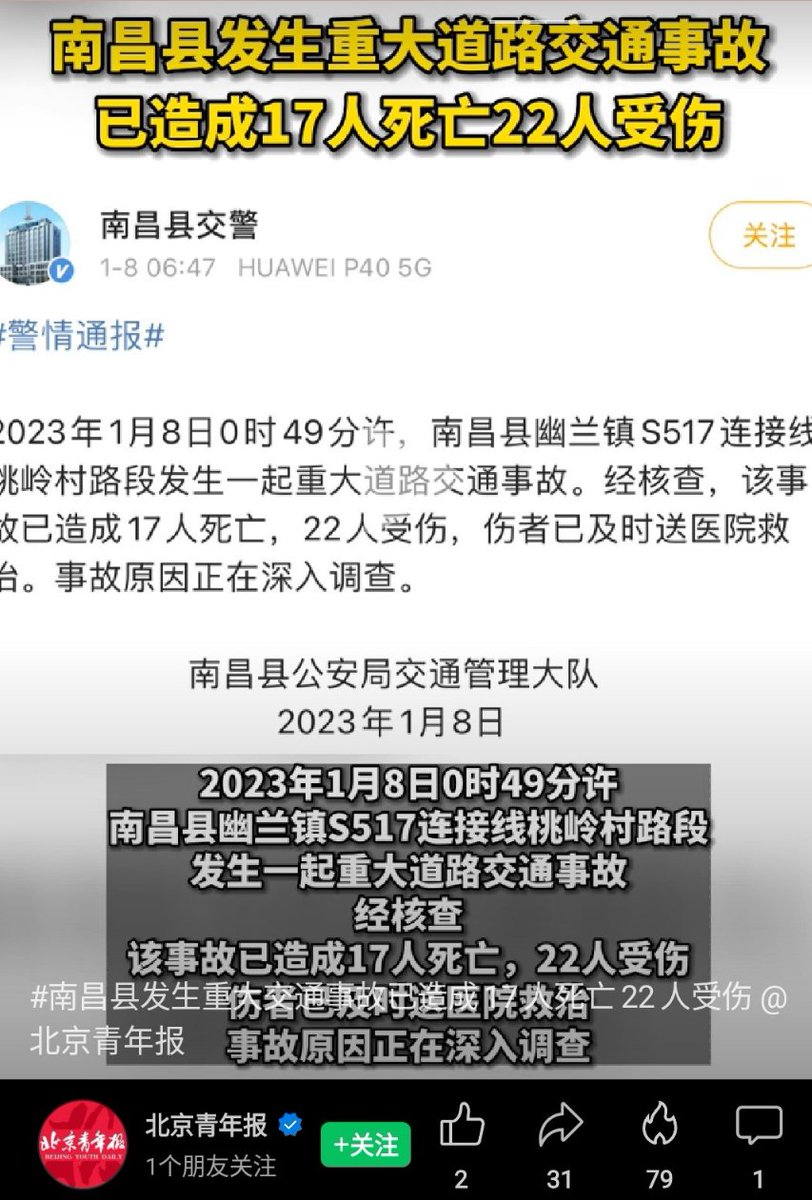 南昌县发生重大道路交通事故
已造成17人死亡22人受伤
南昌县交警
1-8 06:47 HUAWEI P40 5G
关注
#警情通报#
2023年1月8日0时49分许，南昌县幽兰镇S517连接线
桃岭村路段发生一起重大道路交通事故。经核查，该事
故已造成17人死亡，22人受伤，伤者已及时送医院救
治。事故原因正在深入调查。
南昌县公安局交通管理大队
2023年1月8日
2023年1月8日0时49分许
南昌县幽兰镇S517连接线桃岭村路段
发生一起重大道路交通事故
经核查
该事故已造成17人死亡，22人受伤
伤者已及时送医院救治
事故原因正在深入调查
#南昌县发生重大交通事故已造成17人死亡22人受伤 @
北京青年报
北京青年报
BEIJING YOUTH DAILY
北京青年报
1个朋友关注
+关注
2
31
79
1